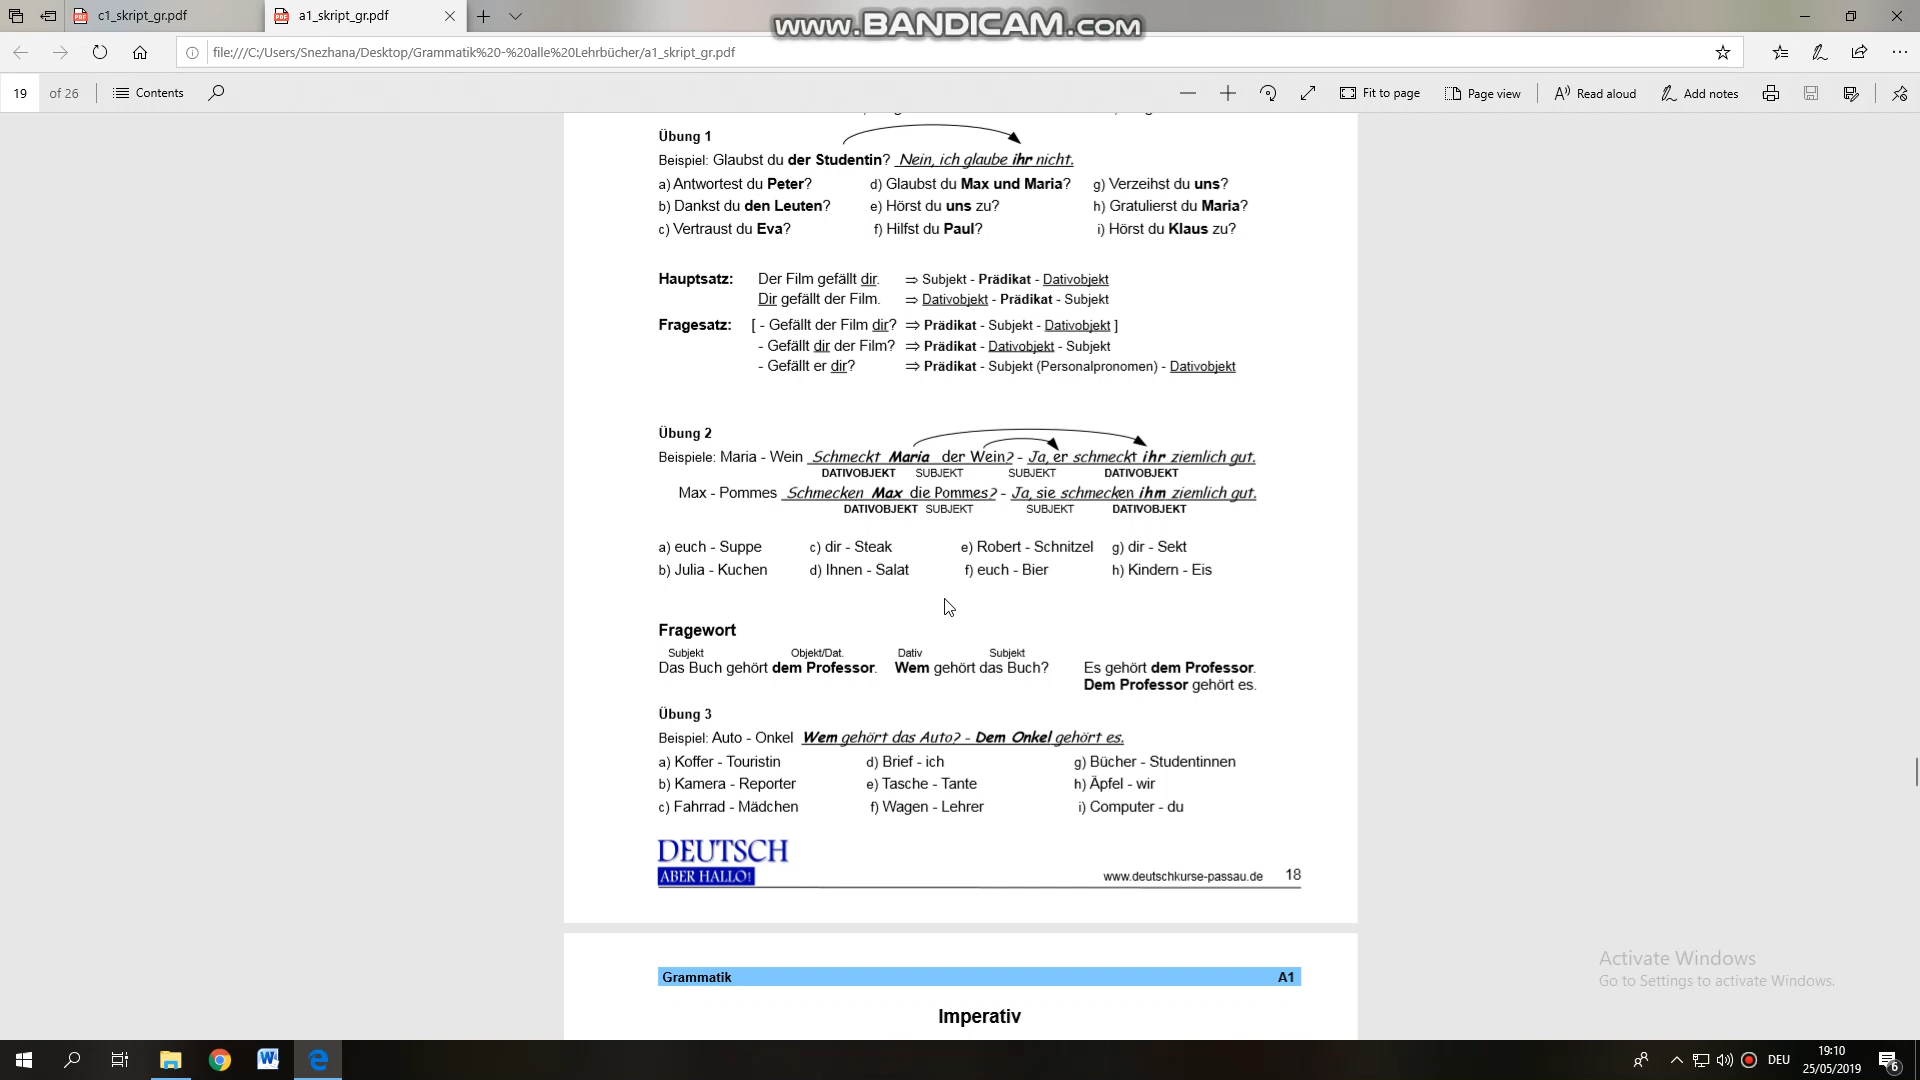 c1_skript_gr.pdf
a1_skript_gr.pdf
www.BANDICAM.com
file:///C:/Users/Snezhana/Desktop/Grammatik%20-%20alle%20Lehrbücher/a1_skript_gr.pdf
19 of 26 Contents Fit to page Page view Read aloud Add notes
Übung 1
Beispiel: Glaubst du der Studentin? Nein, ich glaube ihr nicht.
a) Antwortest du Peter? d) Glaubst du Max und Maria? g) Verzeihst du uns?
b) Dankst du den Leuten? e) Hörst du uns zu? h) Gratulierst du Maria?
c) Vertraust du Eva? f) Hilfst du Paul? i) Hörst du Klaus zu?
Hauptsatz: Der Film gefällt dir. ⇒ Subjekt - Prädikat - Dativobjekt
Dir gefällt der Film. ⇒ Dativobjekt - Prädikat - Subjekt
Fragesatz: [ - Gefällt der Film dir? ⇒ Prädikat - Subjekt - Dativobjekt ]
- Gefällt dir der Film? ⇒ Prädikat - Dativobjekt - Subjekt
- Gefällt er dir? ⇒ Prädikat - Subjekt (Personalpronomen) - Dativobjekt
Übung 2
Beispiele: Maria - Wein Schmeckt Maria der Wein? - Ja, er schmeckt ihr ziemlich gut.
DATIVOBJEKT SUBJEKT SUBJEKT DATIVOBJEKT
Max - Pommes Schmecken Max die Pommes? - Ja, sie schmecken ihm ziemlich gut.
DATIVOBJEKT SUBJEKT SUBJEKT DATIVOBJEKT
a) euch - Suppe c) dir - Steak e) Robert - Schnitzel g) dir - Sekt
b) Julia - Kuchen d) Ihnen - Salat f) euch - Bier h) Kindern - Eis
Fragewort
Subjekt Objekt/Dat. Dativ Subjekt
Das Buch gehört dem Professor. Wem gehört das Buch? Es gehört dem Professor.
Dem Professor gehört es.
Übung 3
Beispiel: Auto - Onkel Wem gehört das Auto? - Dem Onkel gehört es.
a) Koffer - Touristin d) Brief - ich g) Bücher - Studentinnen
b) Kamera - Reporter e) Tasche - Tante h) Äpfel - wir
c) Fahrrad - Mädchen f) Wagen - Lehrer i) Computer - du
DEUTSCH
ABER HALLO!
www.deutschkurse-passau.de 18
Grammatik A1
Imperativ
Activate Windows
Go to Settings to activate Windows.
DEU
19:10
25/05/2019
6